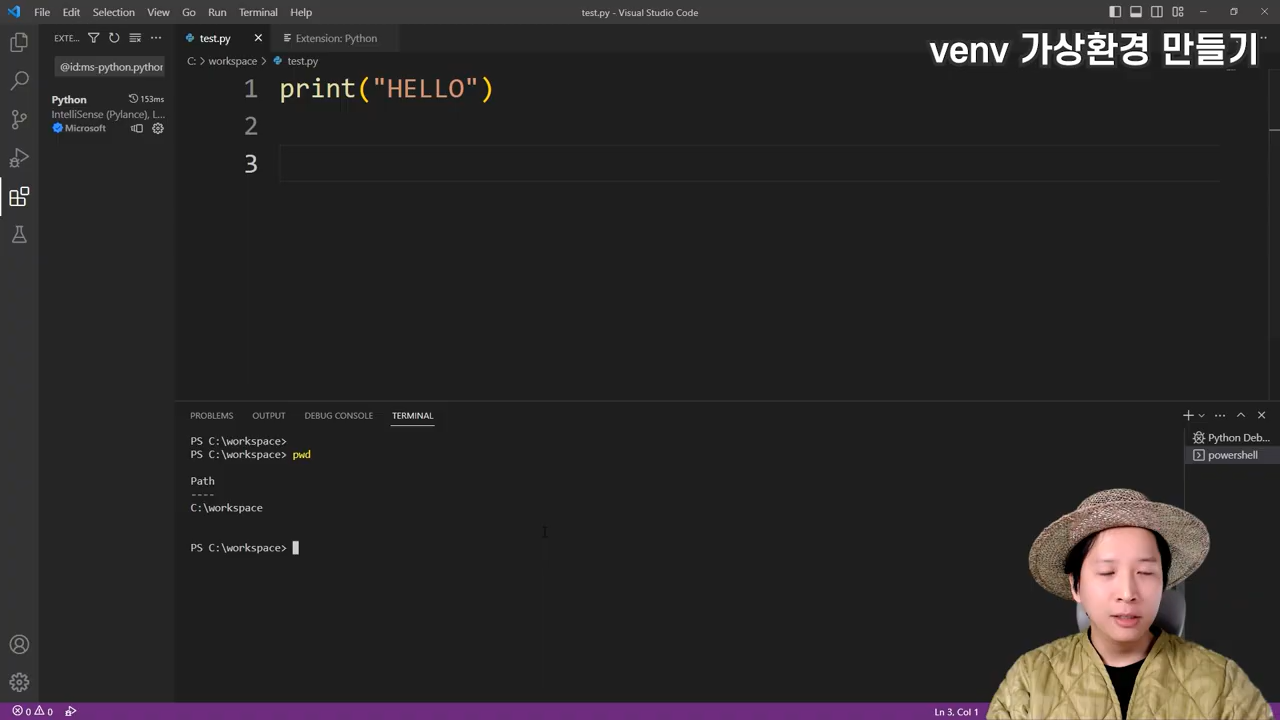 File Edit Selection View Go Run Terminal Help
test.py - Visual Studio Code
venv 가상환경 만들기
EXTE...
@id:ms-python.python
Python 153ms
IntelliSense (Pylance), L...
Microsoft
test.py
Extension: Python
C: > workspace > test.py
1 print("HELLO")
2
3
PROBLEMS OUTPUT DEBUG CONSOLE TERMINAL
PS C:\workspace>
PS C:\workspace> pwd
Path
----
C:\workspace
PS C:\workspace>
Python Deb...
powershell
0 0
Ln 3, Col 1